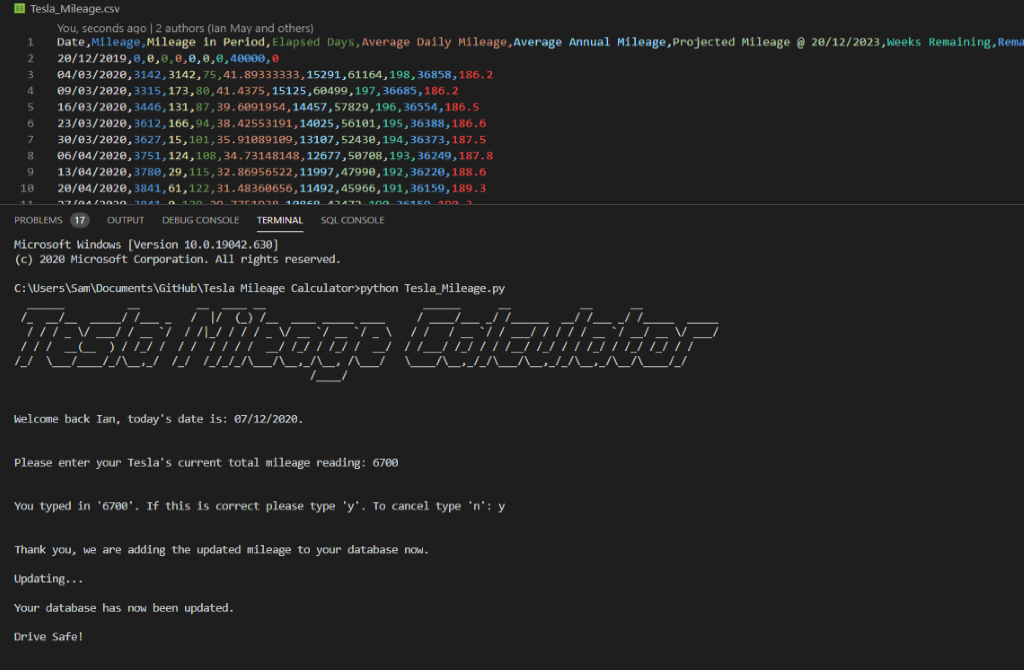 Tesla_Mileage.csv
You, seconds ago | 2 authors (Ian May and others)
1 Date,Mileage,Mileage in Period,Elapsed Days,Average Daily Mileage,Average Annual Mileage,Projected Mileage @ 20/12/2023,Weeks Remaining,Rema
2 20/12/2019,0,0,0,0,0,0,0,40000,0
3 04/03/2020,3142,3142,75,41.89333333,15291,61164,198,36858,186.2
4 09/03/2020,3315,173,80,41.4375,15125,60499,197,36685,186.2
5 16/03/2020,3446,131,87,39.6091954,14457,57829,196,36554,186.5
6 23/03/2020,3612,166,94,38.42553191,14025,56101,195,36388,186.6
7 30/03/2020,3627,15,101,35.91089109,13107,52430,194,36373,187.5
8 06/04/2020,3751,124,108,34.73148148,12677,50708,193,36249,187.8
9 13/04/2020,3780,29,115,32.86956522,11997,47990,192,36220,188.6
10 20/04/2020,3841,61,122,31.48360656,11492,45966,191,36159,189.3
PROBLEMS 17 OUTPUT DEBUG CONSOLE TERMINAL SQL CONSOLE
Microsoft Windows [Version 10.0.19042.630]
(c) 2020 Microsoft Corporation. All rights reserved.
C:\Users\Sam\Documents\GitHub\Tesla Mileage Calculator>python Tesla_Mileage.py
Tesla Mileage Calculator
Welcome back Ian, today's date is: 07/12/2020.
Please enter your Tesla's current total mileage reading: 6700
You typed in '6700'. If this is correct please type 'y'. To cancel type 'n': y
Thank you, we are adding the updated mileage to your database now.
Updating...
Your database has now been updated.
Drive Safe!